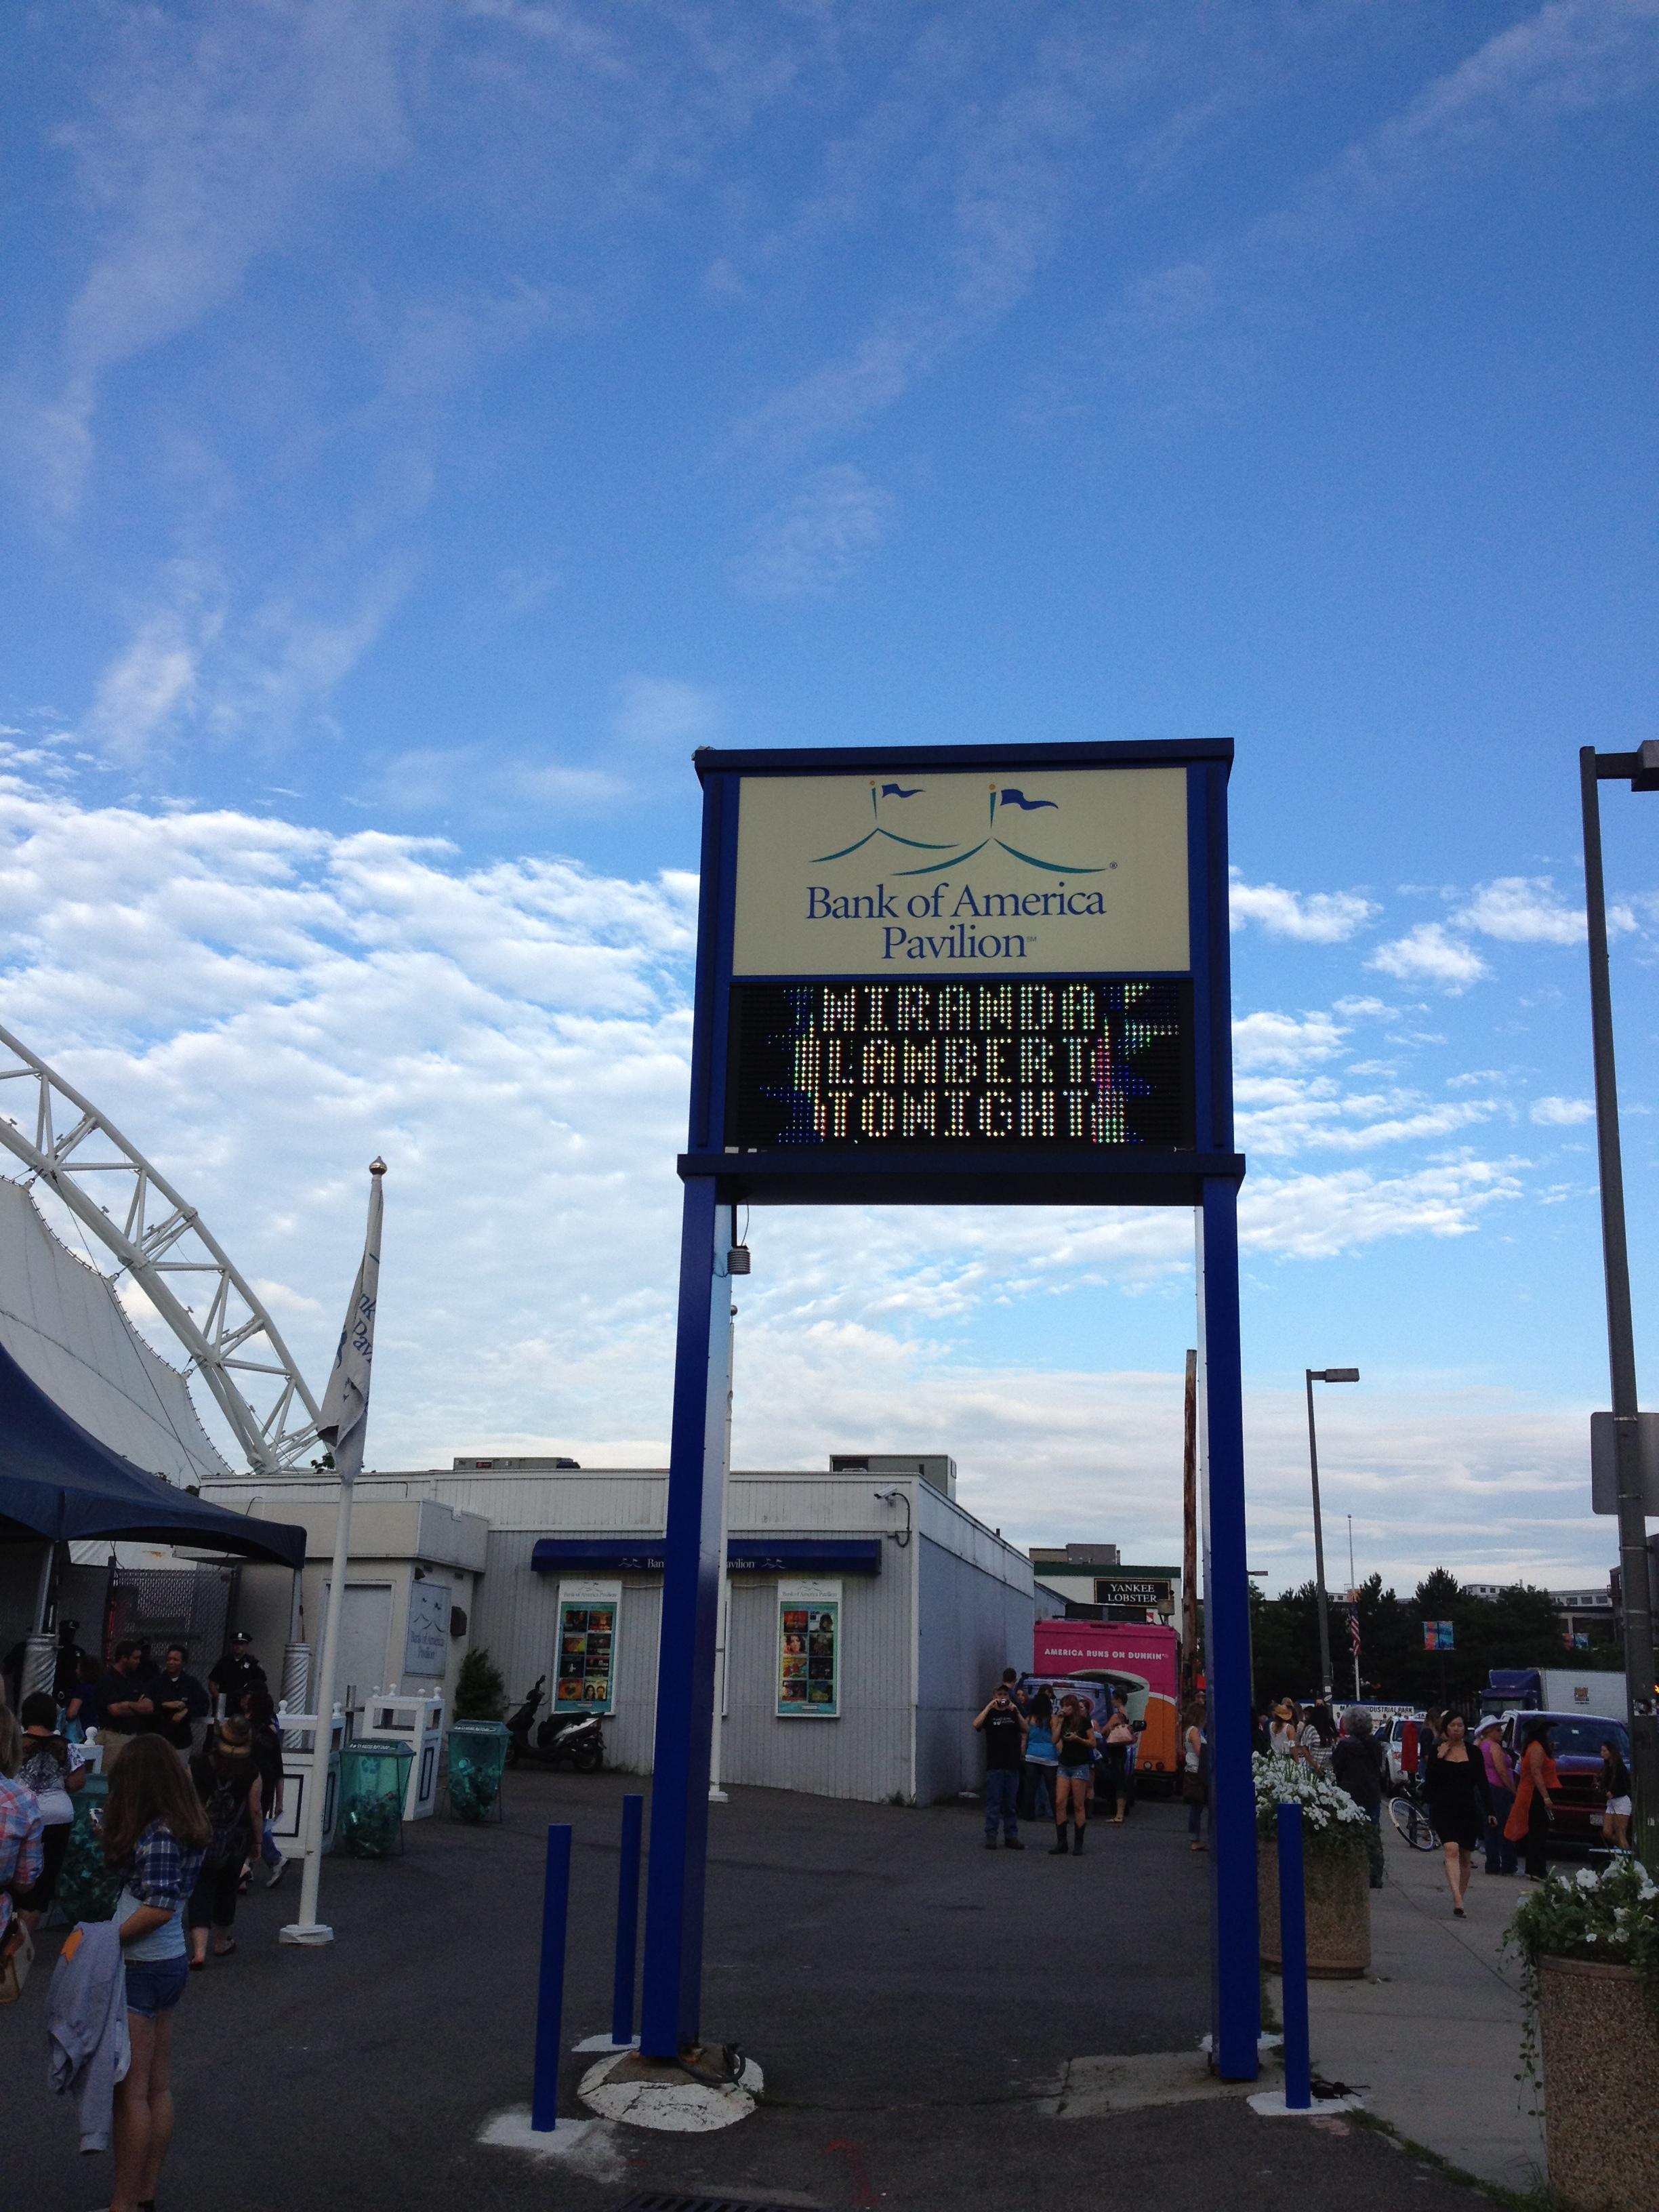 Bank of America
Pavilion
MIRANDA
LAMBERT
TONIGHT
YANKEE
LOBSTER
AMERICA RUNS ON DUNKIN'